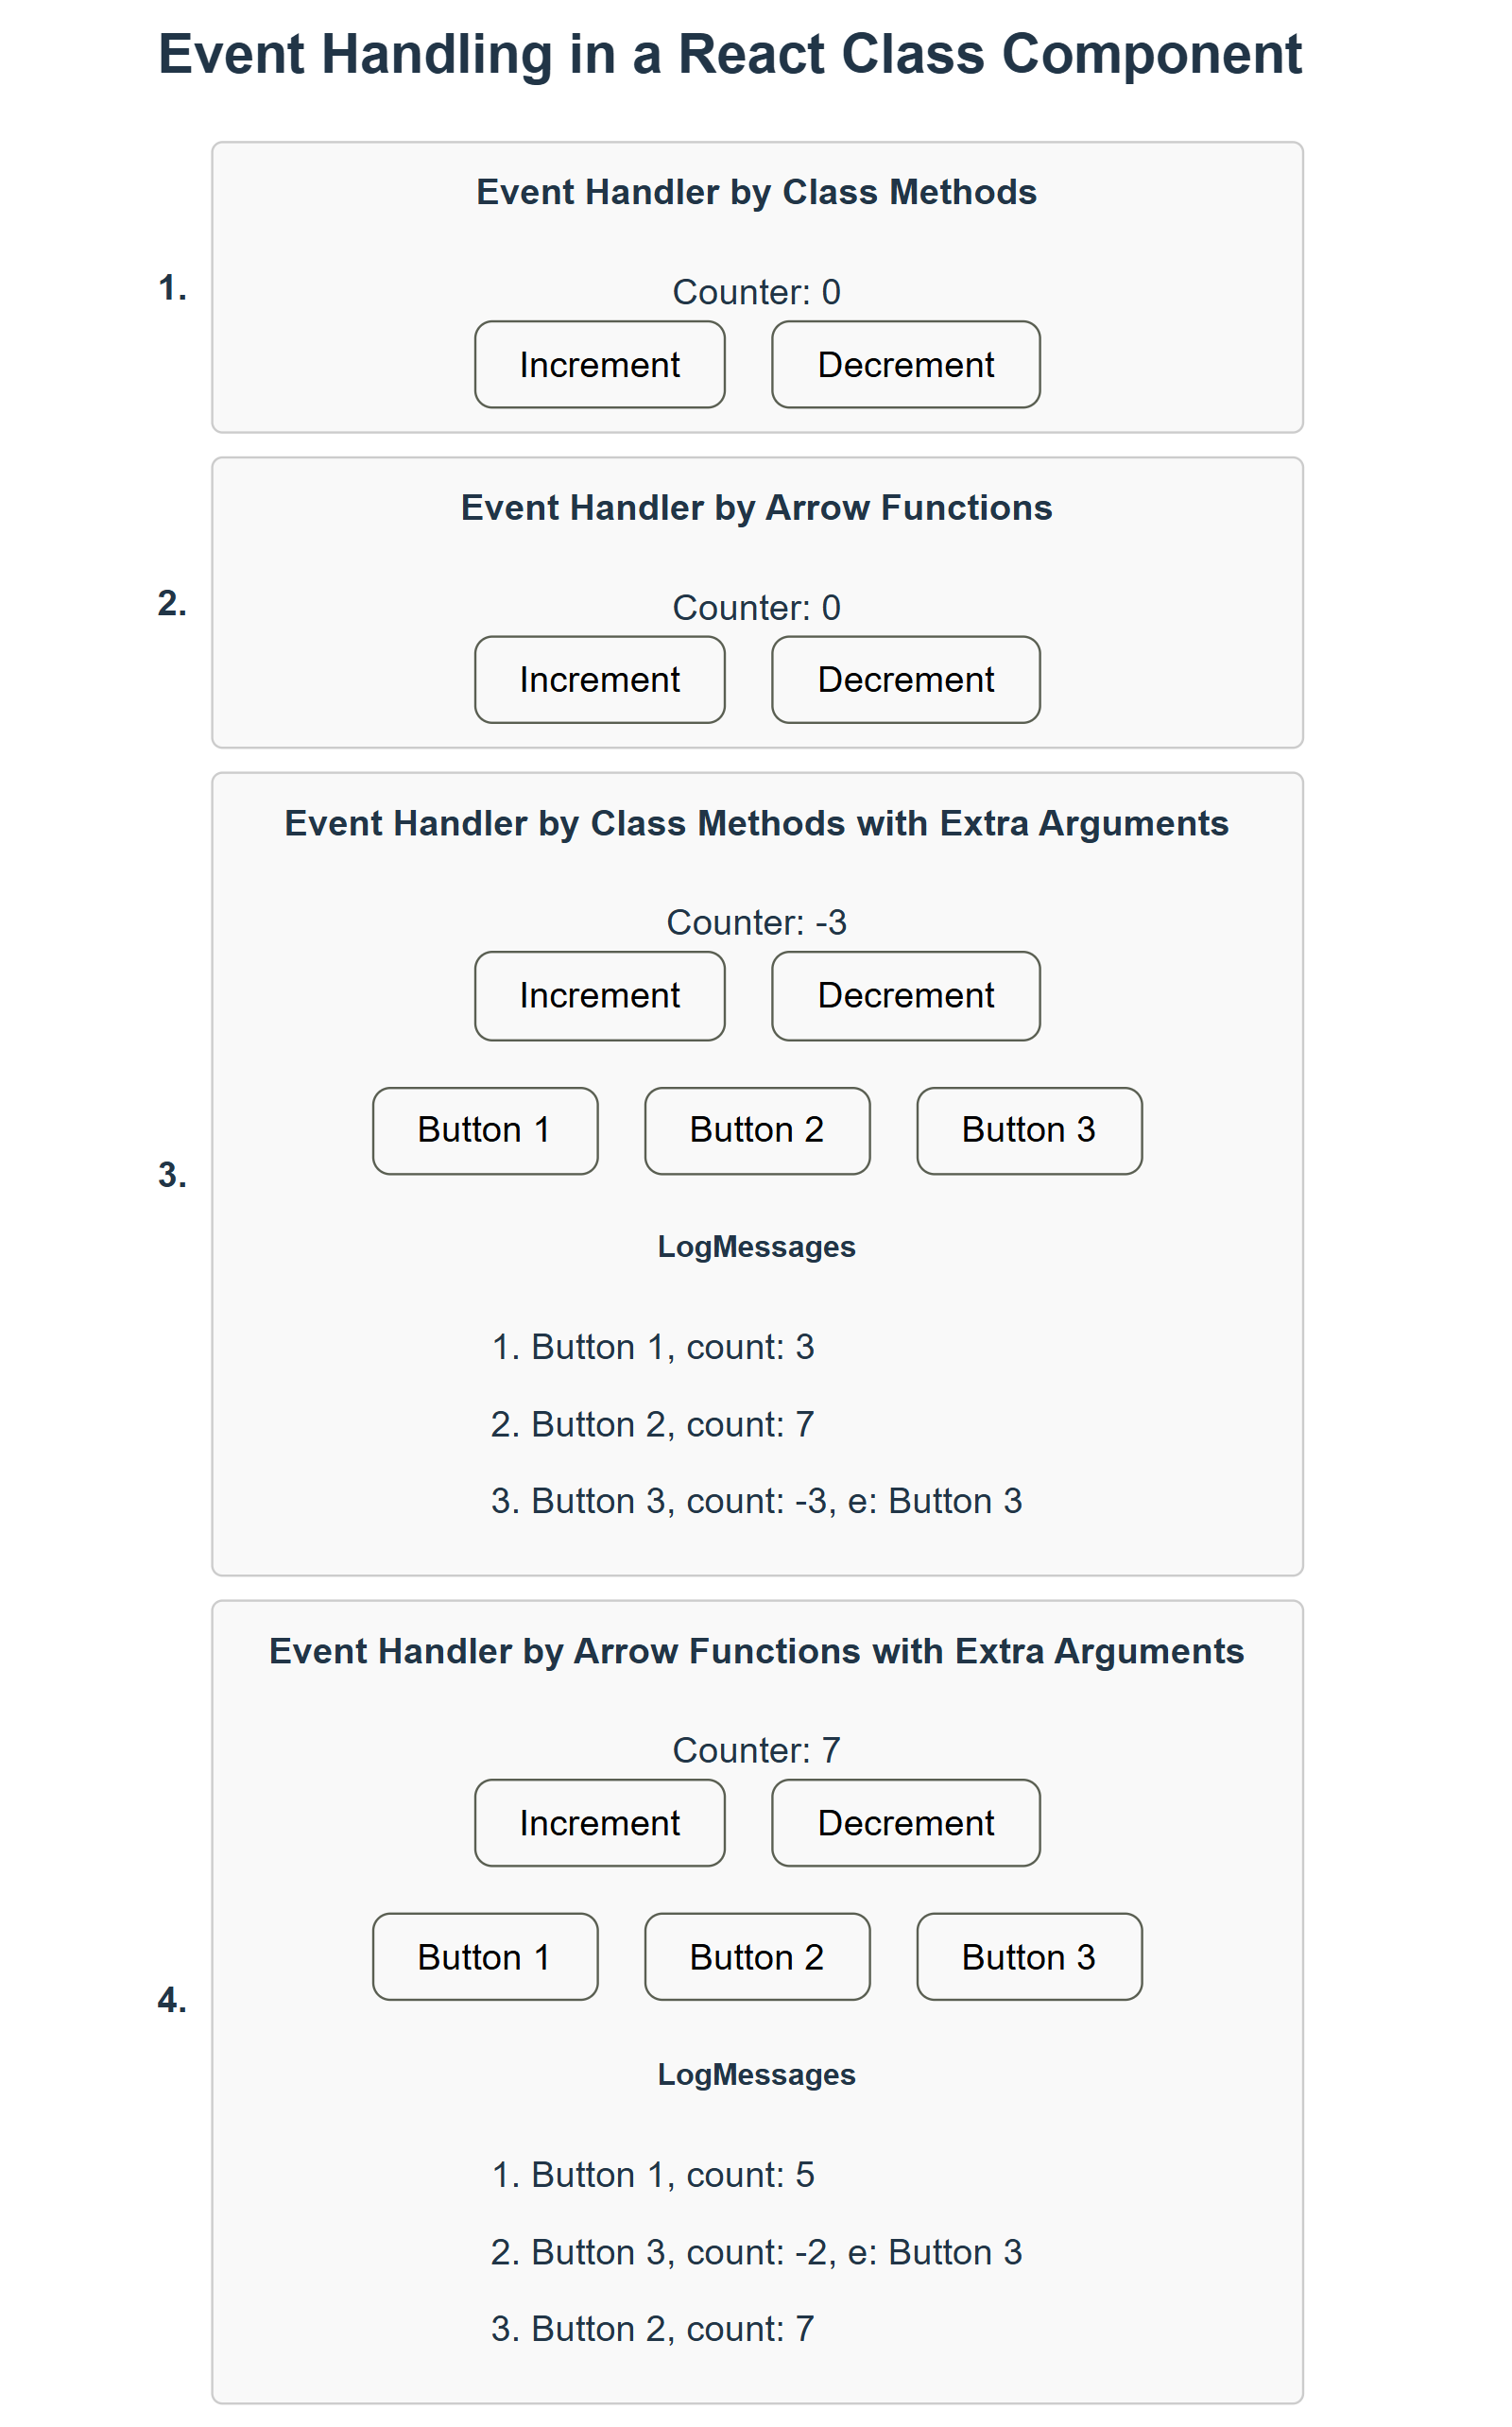 Event Handling in a React Class Component
1.
Event Handler by Class Methods
Counter: 0
Increment
Decrement
2.
Event Handler by Arrow Functions
Counter: 0
Increment
Decrement
3.
Event Handler by Class Methods with Extra Arguments
Counter: -3
Increment
Decrement
Button 1
Button 2
Button 3
LogMessages
1. Button 1, count: 3
2. Button 2, count: 7
3. Button 3, count: -3, e: Button 3
4.
Event Handler by Arrow Functions with Extra Arguments
Counter: 7
Increment
Decrement
Button 1
Button 2
Button 3
LogMessages
1. Button 1, count: 5
2. Button 3, count: -2, e: Button 3
3. Button 2, count: 7